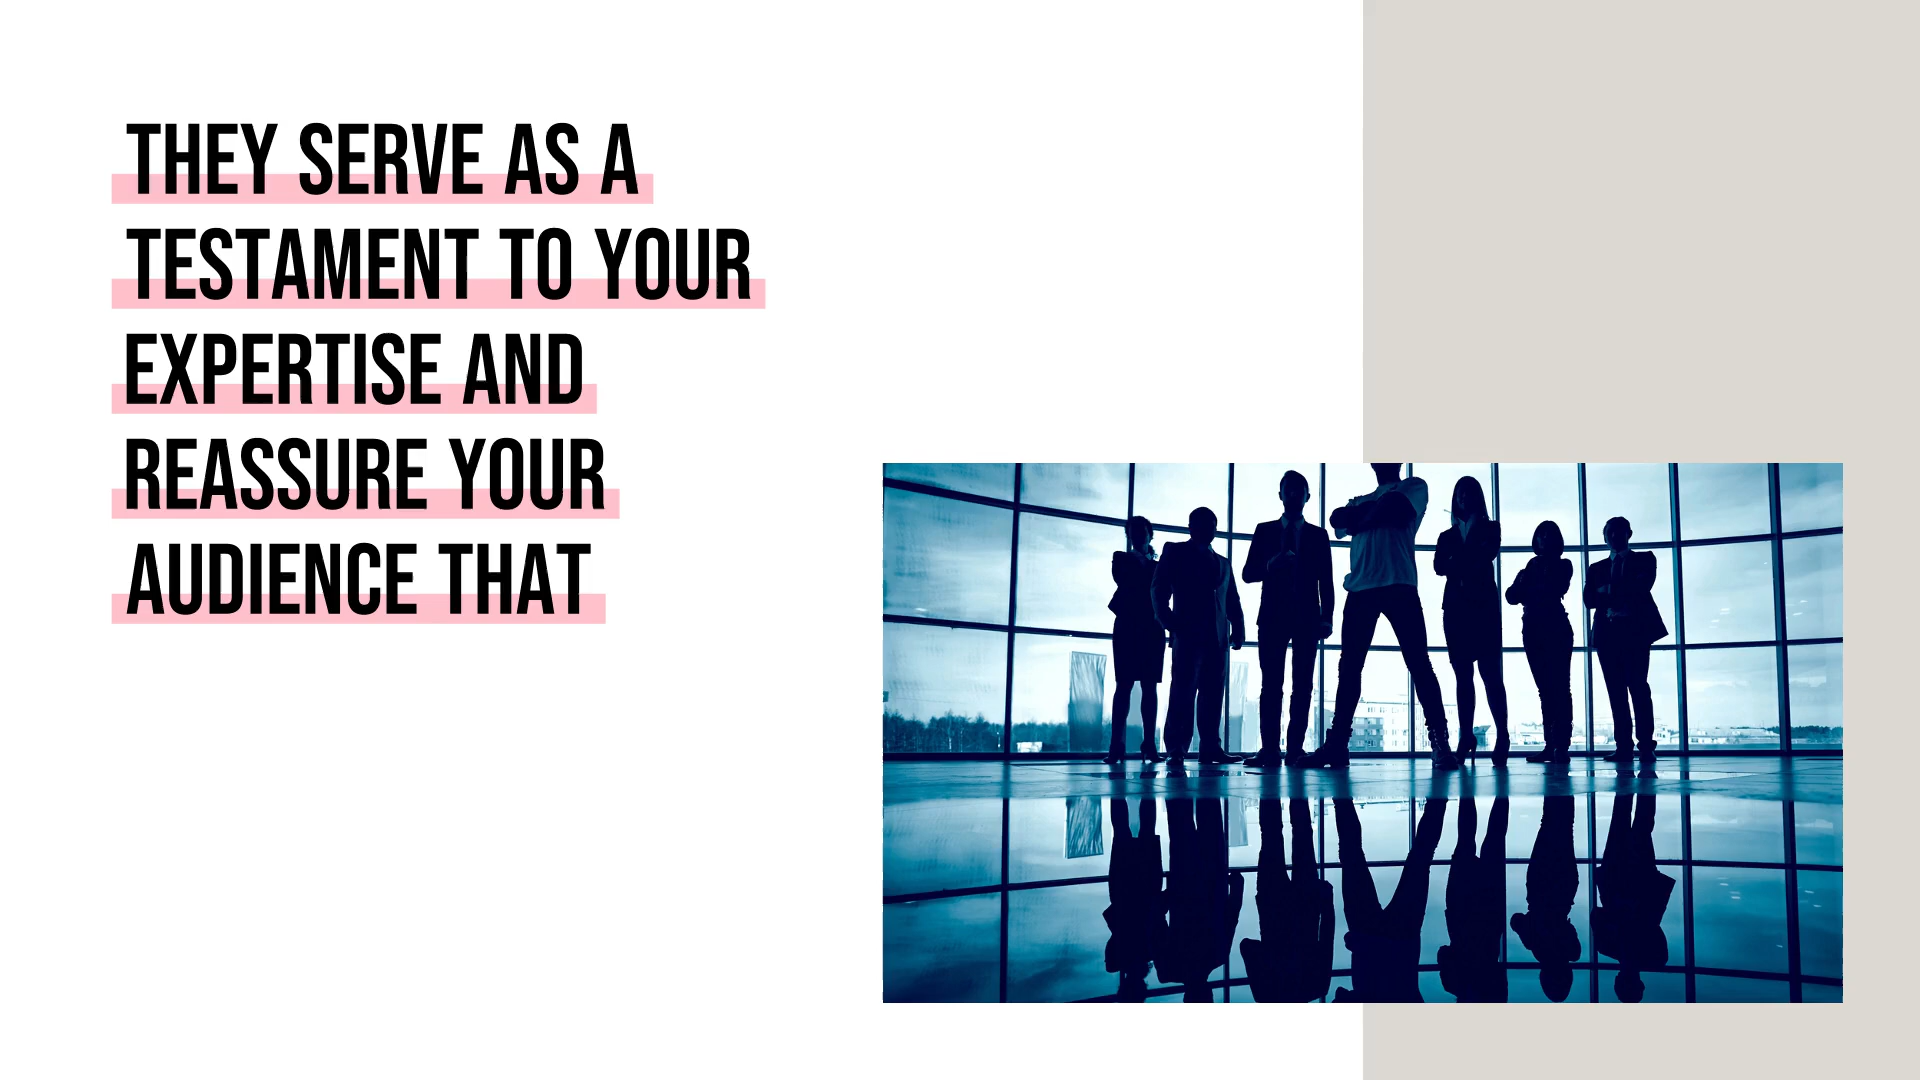 THEY SERVE AS A
TESTAMENT TO YOUR
EXPERTISE AND
REASSURE YOUR
AUDIENCE THAT